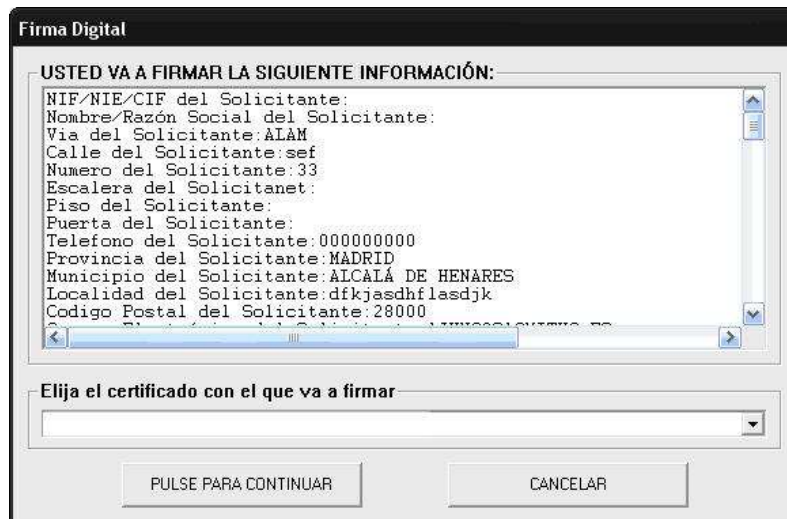 Firma Digital
USTED VA A FIRMAR LA SIGUIENTE INFORMACIÓN:
NIF/NIE/CIF del Solicitante:
Nombre/Razón Social del Solicitante:
Via del Solicitante:ALAM
Calle del Solicitante:sef
Numero del Solicitante:33
Escalera del Solicitanet:
Piso del Solicitante:
Puerta del Solicitante:
Telefono del Solicitante:000000000
Provincia del Solicitante:MADRID
Municipio del Solicitante:ALCALÁ DE HENARES
Localidad del Solicitante:dfkjasdhflasdjk
Codigo Postal del Solicitante:28000
Elija el certificado con el que va a firmar
PULSE PARA CONTINUAR
CANCELAR